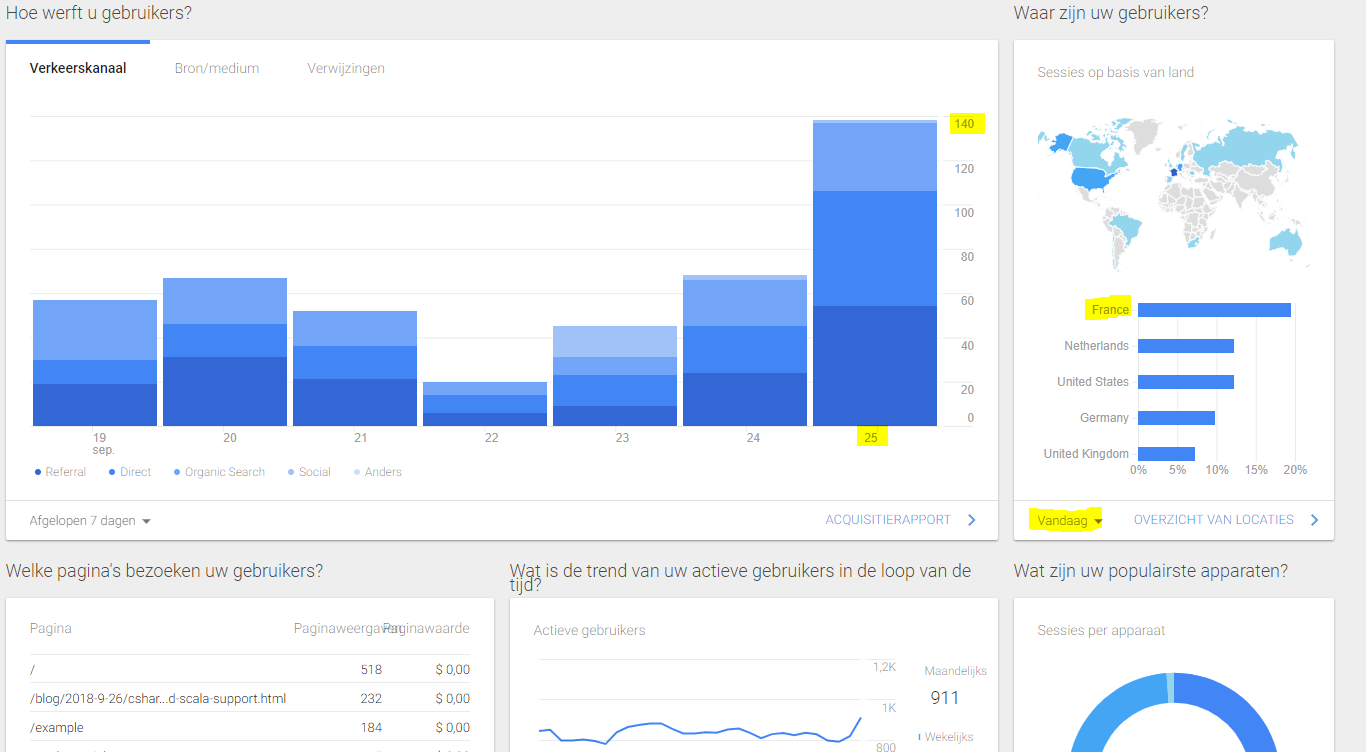 Hoe werft u gebruikers?
Verkeerskanaal Bron/medium Verwijzingen
140
120
100
80
60
40
20
0
19 20 21 22 23 24 25
sep.
Referral Direct Organic Search Social Anders
Afgelopen 7 dagen ACQUISITIERAPPORT
Waar zijn uw gebruikers?
Sessies op basis van land
France
Netherlands
United States
Germany
United Kingdom
0% 5% 10% 15% 20%
Vandaag OVERZICHT VAN LOCATIES
Welke pagina's bezoeken uw gebruikers?
Pagina Paginaweergaven Paginawaarde
/ 518 $ 0,00
/blog/2018-9-26/cshar...d-scala-support.html 232 $ 0,00
/example 184 $ 0,00
Wat is de trend van uw actieve gebruikers in de loop van de
tijd?
Actieve gebruikers
1,2K
1K
800
Maandelijks
911
Wekelijks
Wat zijn uw populairste apparaten?
Sessies per apparaat